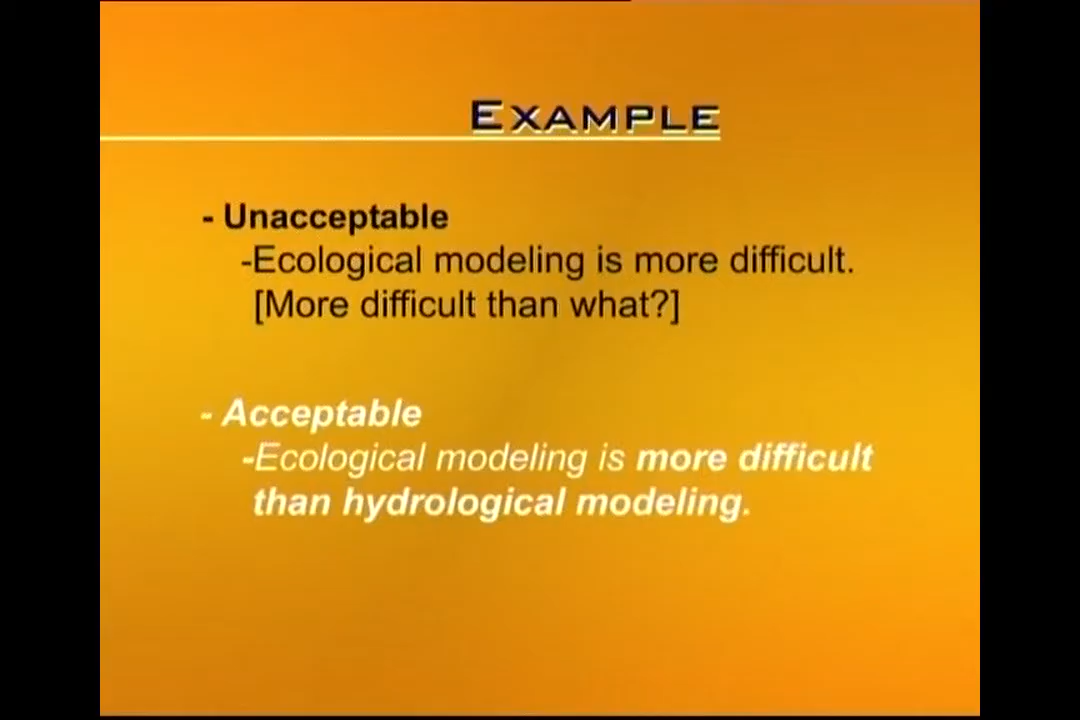 EXAMPLE
- Unacceptable
-Ecological modeling is more difficult.
[More difficult than what?]
- Acceptable
-Ecological modeling is more difficult
than hydrological modeling.